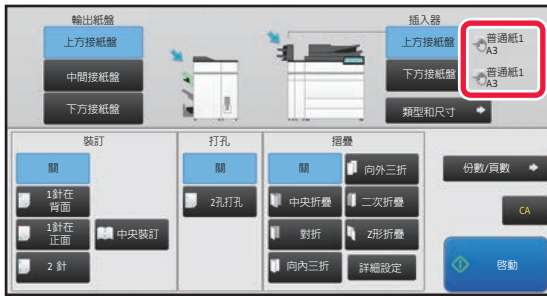 輸出紙盤
插入器
上方接紙盤
上方接紙盤
普通紙1
A3
中間接紙盤
下方接紙盤
普通紙1
A3
下方接紙盤
類型和尺寸
裝訂
打孔
摺疊
關
關
關
向外三折
份數/頁數
1針在
背面
2孔打孔
中央折疊
二次折疊
CA
1針在
正面
中央裝訂
對折
Z形折疊
2 針
向內三折
詳細設定
啓動